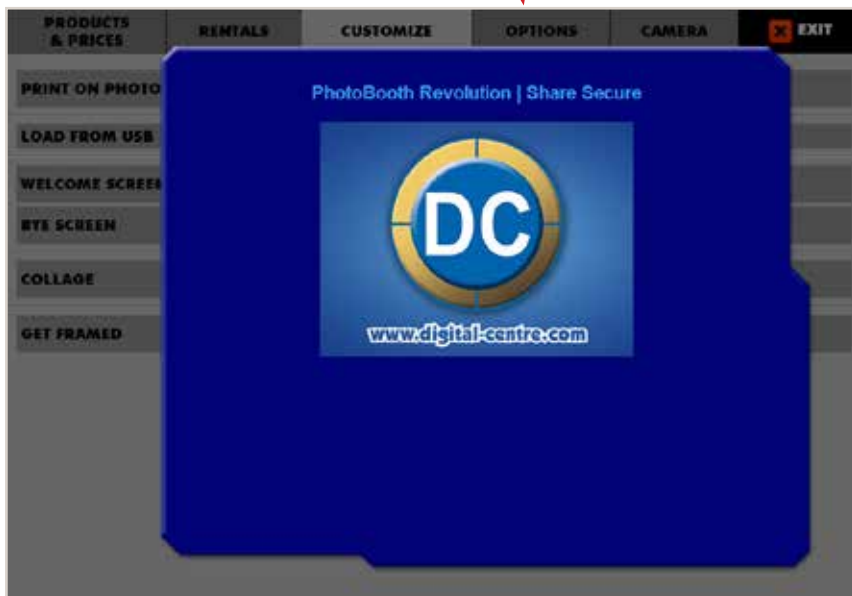 PRODUCTS
& PRICES
RENTALS
CUSTOMIZE
OPTIONS
CAMERA
X EXIT
PRINT ON PHOTO
PhotoBooth Revolution | Share Secure
LOAD FROM USB
WELCOME SCREEN
BYE SCREEN
DC
COLLAGE
www.digital-centre.com
GET FRAMED